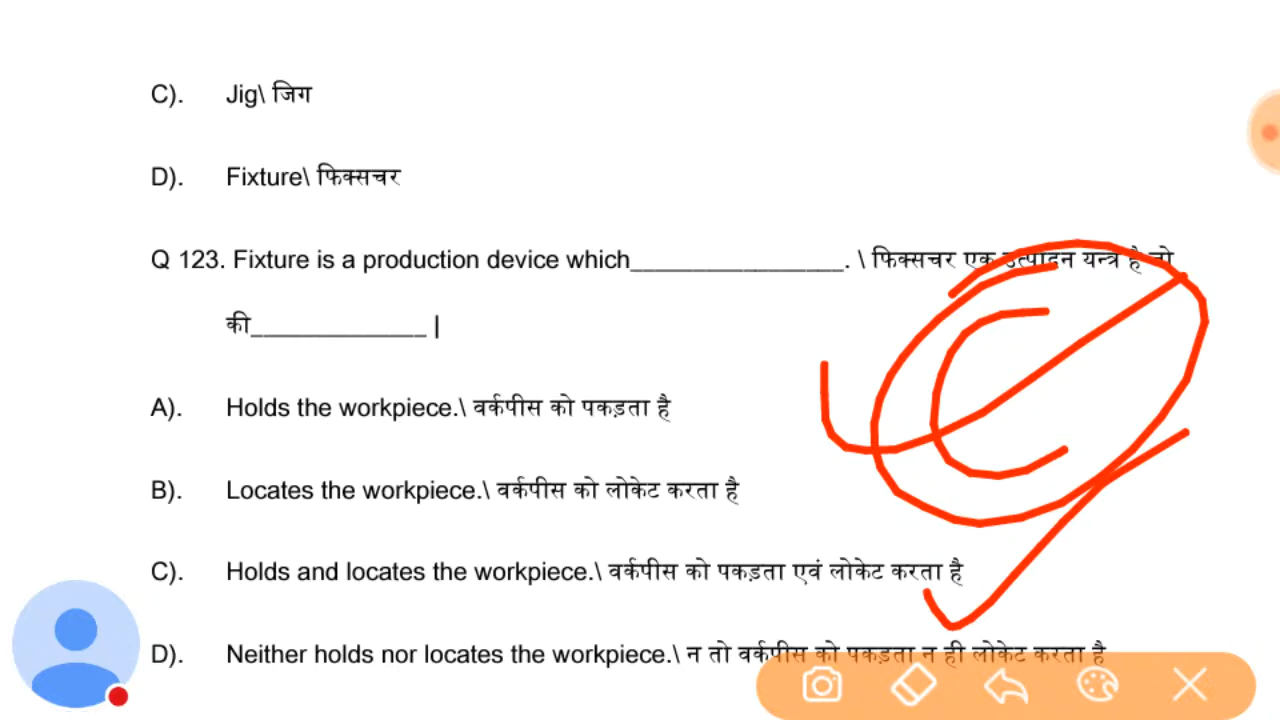 C). Jig\ जिग
D). Fixture\ फिक्सचर
Q 123. Fixture is a production device which________________. \ फिक्सचर एक उत्पादन यन्त्र है जो
की_____________ |
A). Holds the workpiece.\ वर्कपीस को पकड़ता है
B). Locates the workpiece.\ वर्कपीस को लोकेट करता है
C). Holds and locates the workpiece.\ वर्कपीस को पकड़ता एवं लोकेट करता है
D). Neither holds nor locates the workpiece.\ न तो वर्कपीस को पकड़ता न ही लोकेट करता है
C